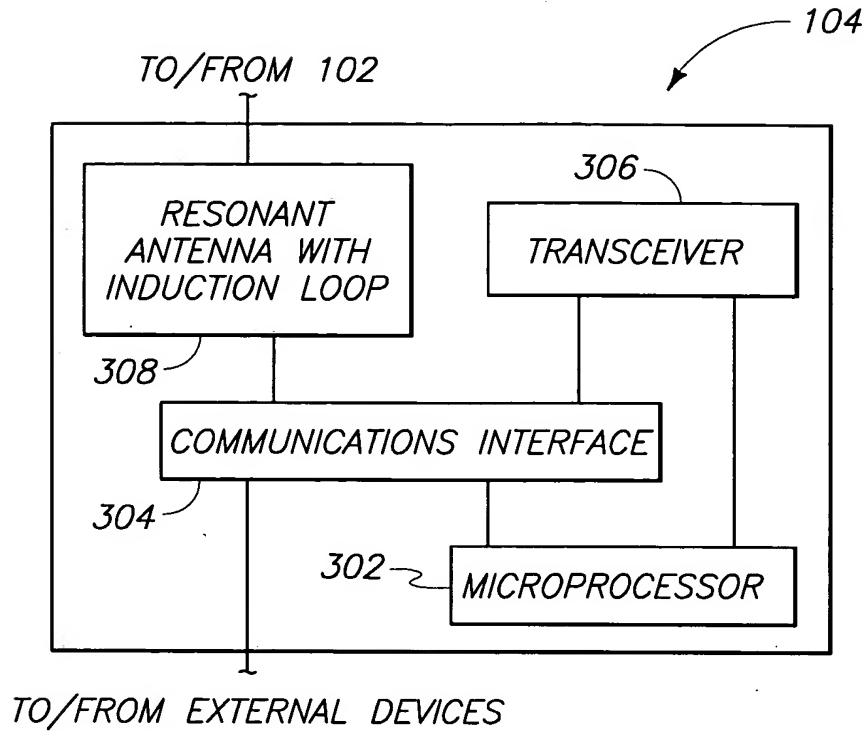 104
TO/FROM 102
RESONANT
ANTENNA WITH
INDUCTION LOOP
306
TRANSCEIVER
308
COMMUNICATIONS INTERFACE
304
302
MICROPROCESSOR
TO/FROM EXTERNAL DEVICES